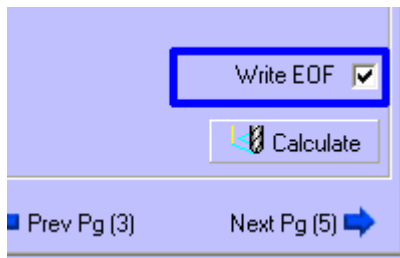 Write EOF
Calculate
Prev Pg (3) Next Pg (5)